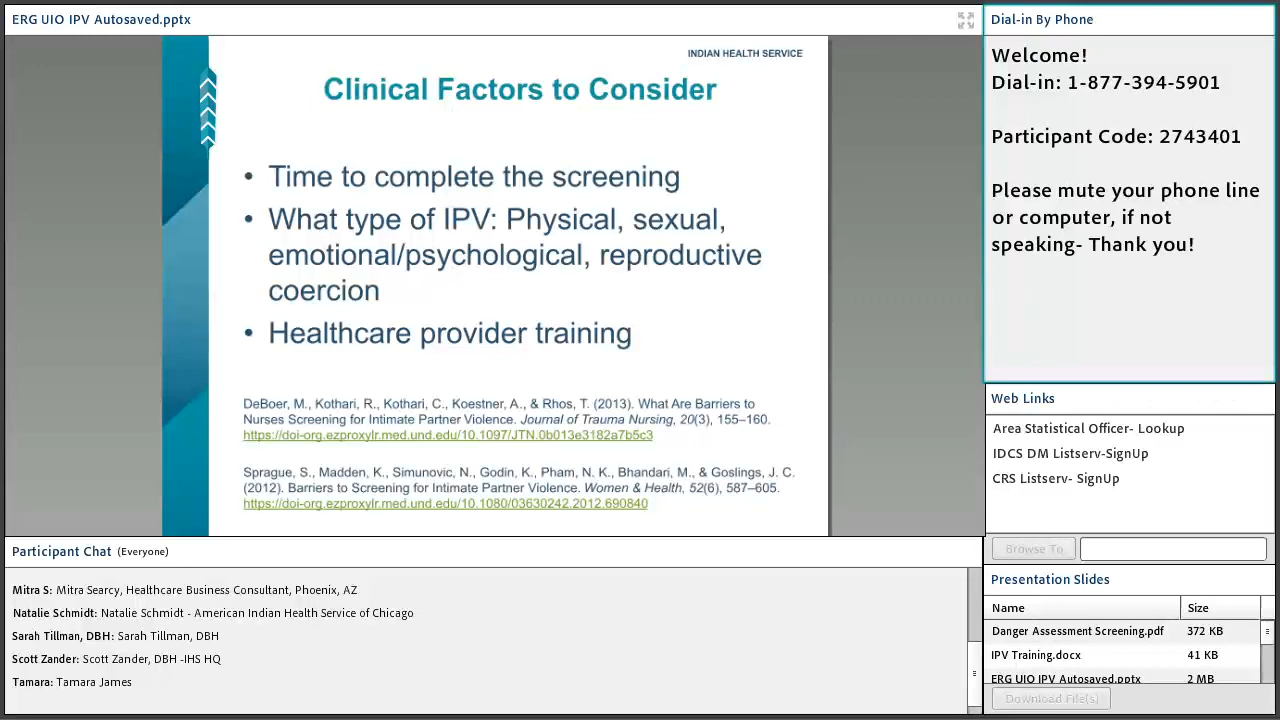 ERG UIO IPV Autosaved.pptx
INDIAN HEALTH SERVICE
Clinical Factors to Consider
• Time to complete the screening
• What type of IPV: Physical, sexual,
emotional/psychological, reproductive
coercion
• Healthcare provider training
DeBoer, M., Kothari, R., Kothari, C., Koestner, A., & Rhos, T. (2013). What Are Barriers to
Nurses Screening for Intimate Partner Violence. Journal of Trauma Nursing, 20(3), 155–160.
https://doi-org.ezproxylr.med.und.edu/10.1097/JTN.0b013e3182a7b5c3
Sprague, S., Madden, K., Simunovic, N., Godin, K., Pham, N. K., Bhandari, M., & Goslings, J. C.
(2012). Barriers to Screening for Intimate Partner Violence. Women & Health, 52(6), 587–605.
https://doi-org.ezproxylr.med.und.edu/10.1080/03630242.2012.690840
Participant Chat (Everyone)
Mitra S: Mitra Searcy, Healthcare Business Consultant, Phoenix, AZ
Natalie Schmidt: Natalie Schmidt - American Indian Health Service of Chicago
Sarah Tillman, DBH: Sarah Tillman, DBH
Scott Zander: Scott Zander, DBH -IHS HQ
Tamara: Tamara James
Dial-in By Phone
Welcome!
Dial-in: 1-877-394-5901
Participant Code: 2743401
Please mute your phone line
or computer, if not
speaking- Thank you!
Web Links
Area Statistical Officer- Lookup
IDCS DM Listserv-SignUp
CRS Listserv- SignUp
Browse To
Presentation Slides
Name Size
Danger Assessment Screening.pdf 372 KB
IPV Training.docx 41 KB
ERG UIO IPV Autosaved.pptx 2 MB
Download File(s)